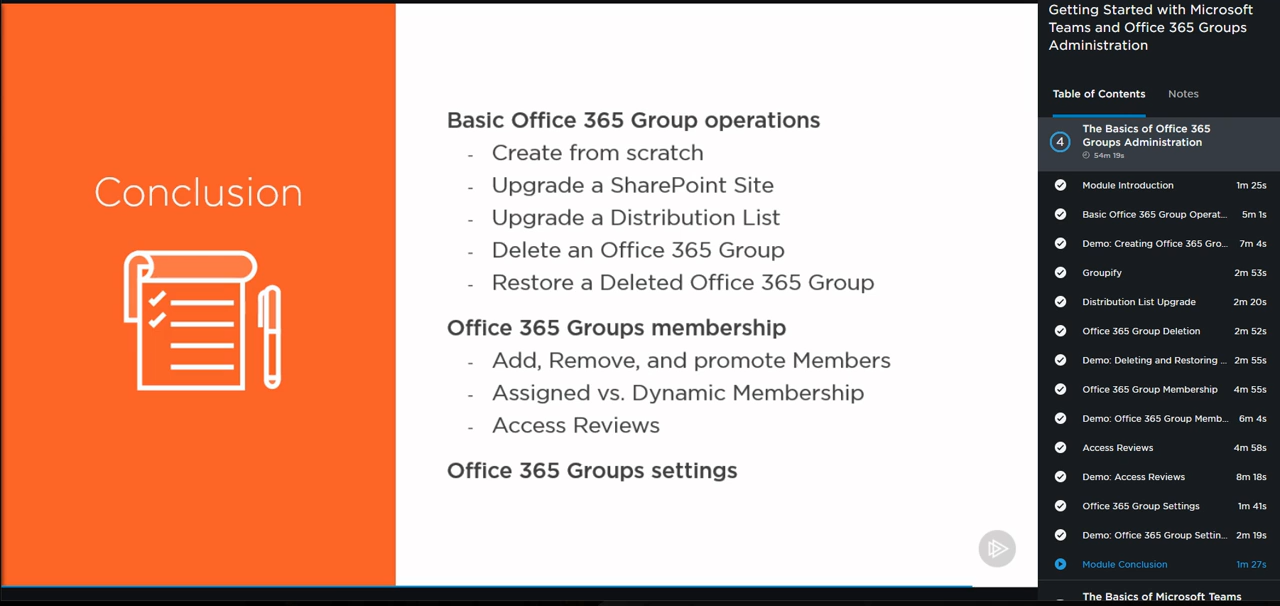 Conclusion
Basic Office 365 Group operations
- Create from scratch
- Upgrade a SharePoint Site
- Upgrade a Distribution List
- Delete an Office 365 Group
- Restore a Deleted Office 365 Group
Office 365 Groups membership
- Add, Remove, and promote Members
- Assigned vs. Dynamic Membership
- Access Reviews
Office 365 Groups settings
Getting Started with Microsoft
Teams and Office 365 Groups
Administration
Table of Contents Notes
4
The Basics of Office 365
Groups Administration
54m 19s
Module Introduction 1m 25s
Basic Office 365 Group Operat... 5m 1s
Demo: Creating Office 365 Gro... 7m 4s
Groupify 2m 53s
Distribution List Upgrade 2m 20s
Office 365 Group Deletion 2m 52s
Demo: Deleting and Restoring ... 2m 55s
Office 365 Group Membership 4m 55s
Demo: Office 365 Group Memb... 6m 4s
Access Reviews 4m 58s
Demo: Access Reviews 8m 18s
Office 365 Group Settings 1m 41s
Demo: Office 365 Group Settin... 2m 19s
Module Conclusion 1m 27s
The Basics of Microsoft Teams